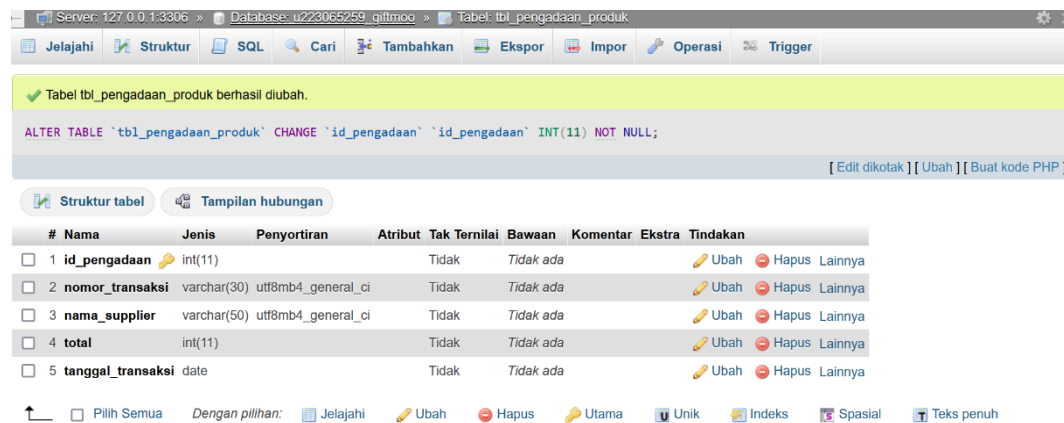 Server: 127.0.0.1:3306 » Database: u223065259_giftmoo » Tabel: tbl_pengadaan_produk
Jelajahi Struktur SQL Cari Tambahkan Ekspor Impor Operasi Trigger
Tabel tbl_pengadaan_produk berhasil diubah.
ALTER TABLE `tbl_pengadaan_produk` CHANGE `id_pengadaan` `id_pengadaan` INT(11) NOT NULL;
[ Edit dikotak ] [ Ubah ] [ Buat kode PHP ]
Struktur tabel Tampilan hubungan
# Nama Jenis Penyortiran Atribut Tak Ternilai Bawaan Komentar Ekstra Tindakan
1 id_pengadaan int(11) Tidak Tidak ada Ubah Hapus Lainnya
2 nomor_transaksi varchar(30) utf8mb4_general_ci Tidak Tidak ada Ubah Hapus Lainnya
3 nama_supplier varchar(50) utf8mb4_general_ci Tidak Tidak ada Ubah Hapus Lainnya
4 total int(11) Tidak Tidak ada Ubah Hapus Lainnya
5 tanggal_transaksi date Tidak Tidak ada Ubah Hapus Lainnya
Pilih Semua Dengan pilihan: Jelajahi Ubah Hapus Utama Unik Indeks Spasial Teks penuh